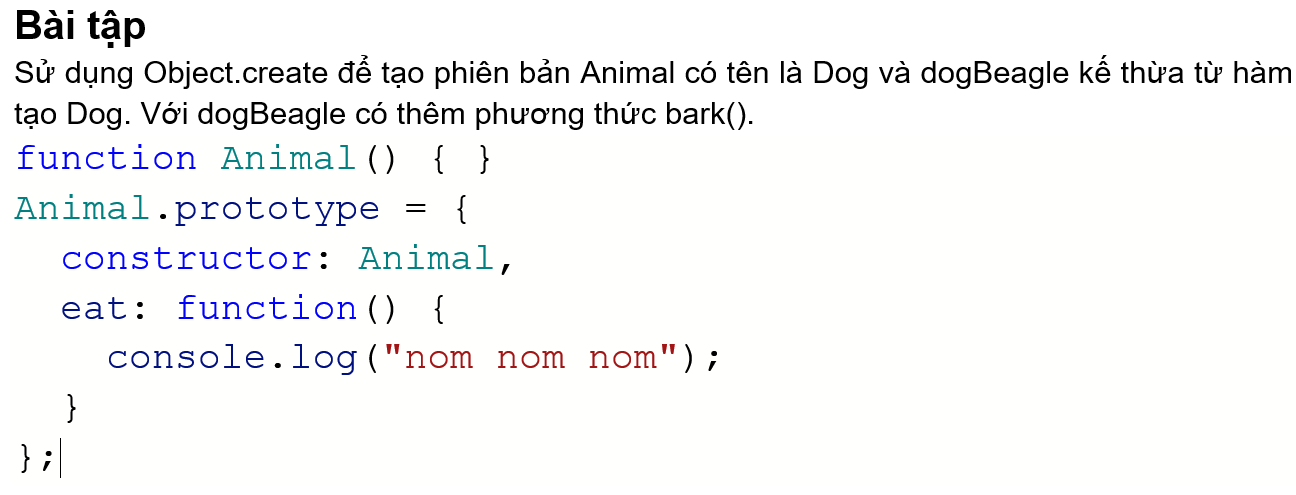 Bài tập
Sử dụng Object.create để tạo phiên bản Animal có tên là Dog và dogBeagle kế thừa từ hàm
tạo Dog. Với dogBeagle có thêm phương thức bark().
function Animal() { }
Animal.prototype = {
  constructor: Animal,
  eat: function() {
    console.log("nom nom nom");
  }
};